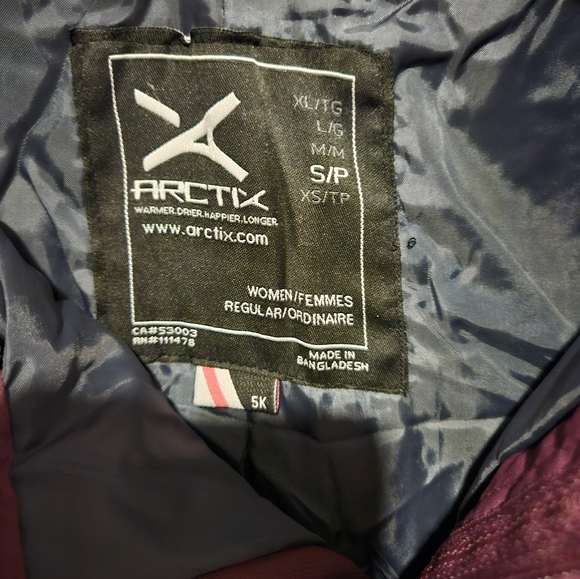 XL/TG
L/G
M/M
S/P
XS/TP
ARCTIX
WARMER.DRIER.HAPPIER.LONGER
www.arctix.com
WOMEN/FEMMES
REGULAR/ORDINAIRE
CA#53003
RN#111478
MADE IN
BANGLADESH
5K